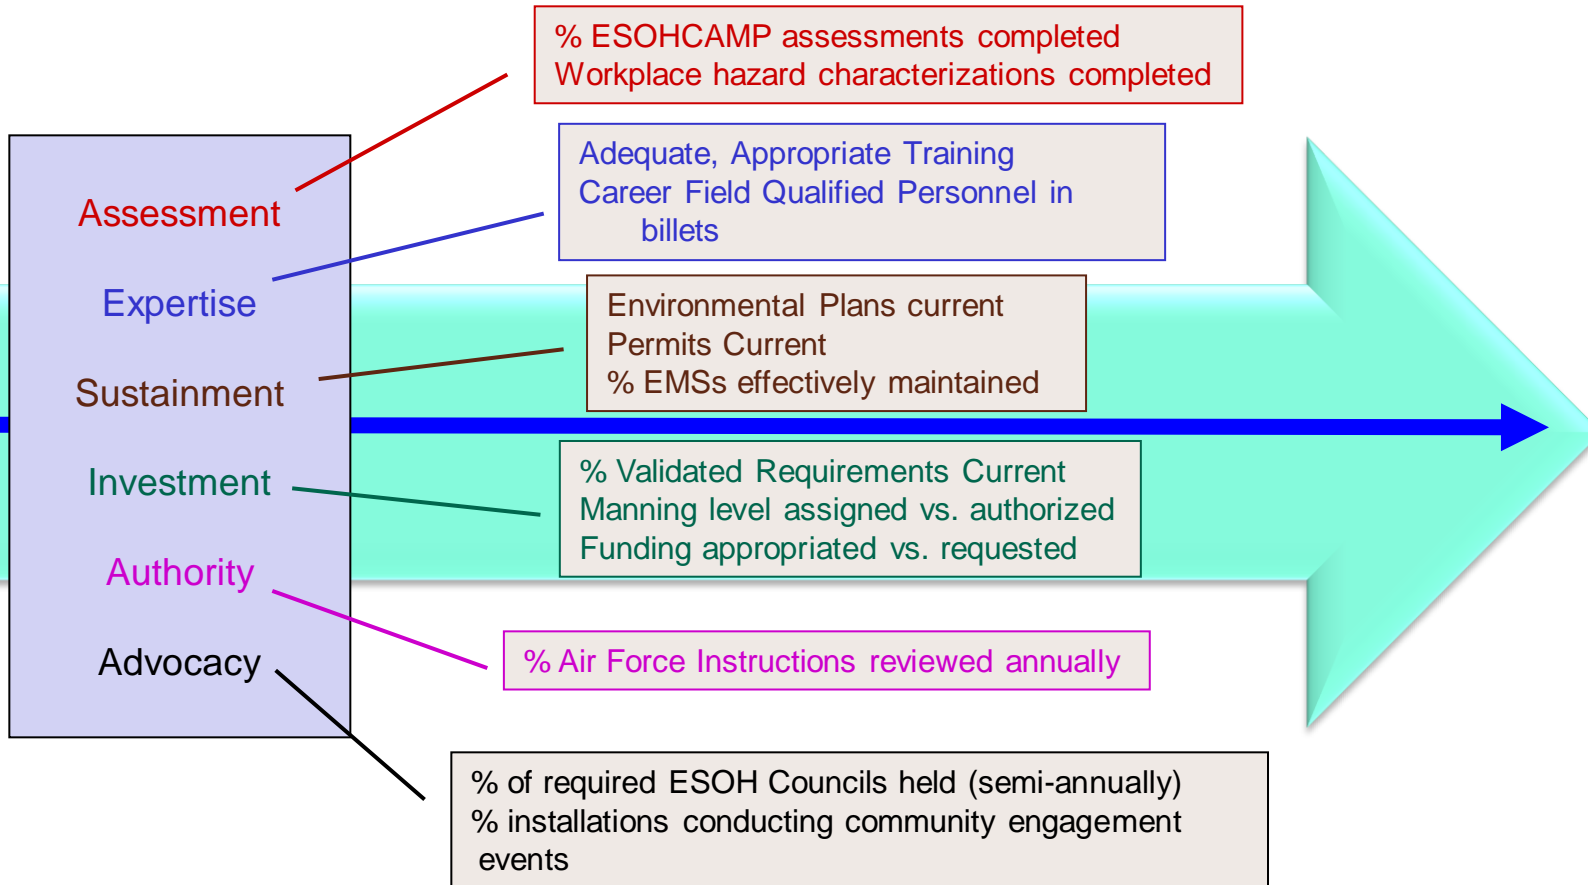 % ESOHCAMP assessments completed
Workplace hazard characterizations completed
Adequate, Appropriate Training
Career Field Qualified Personnel in
billets
Assessment
Expertise
Sustainment
Investment
Authority
Advocacy
Environmental Plans current
Permits Current
% EMSs effectively maintained
% Validated Requirements Current
Manning level assigned vs. authorized
Funding appropriated vs. requested
% Air Force Instructions reviewed annually
% of required ESOH Councils held (semi-annually)
% installations conducting community engagement
events